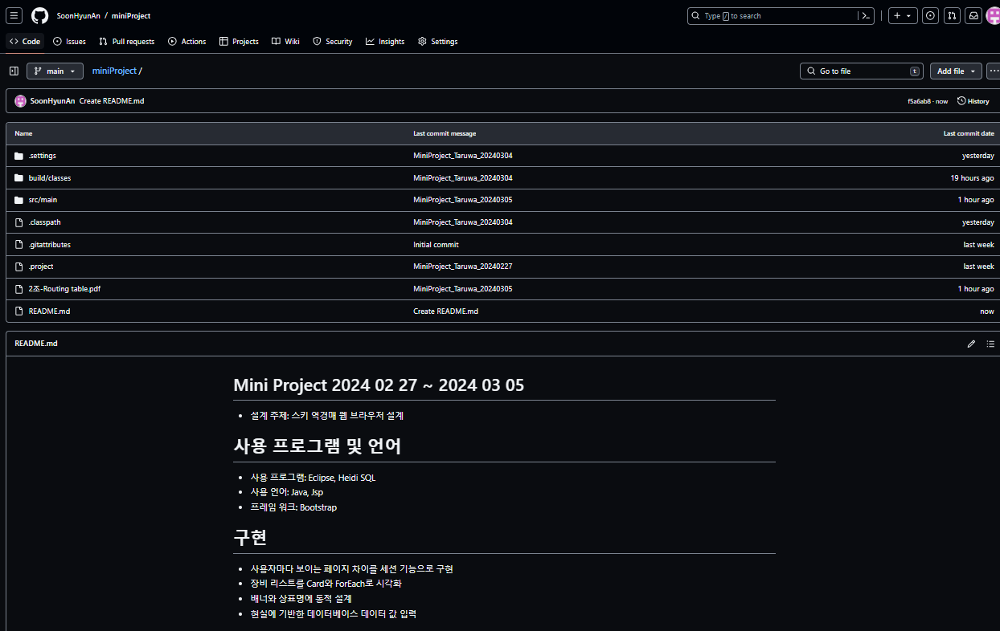 SoonHyunAn / miniProject
Type / to search
Code Issues Pull requests Actions Projects Wiki Security Insights Settings
main miniProject / Go to file t Add file
SoonHyunAn Create README.md f5a6ab8 · now History
Name Last commit message Last commit date
.settings MiniProject_Taruwa_20240304 yesterday
build/classes MiniProject_Taruwa_20240304 19 hours ago
src/main MiniProject_Taruwa_20240305 1 hour ago
.classpath MiniProject_Taruwa_20240304 yesterday
.gitattributes Initial commit last week
.project MiniProject_Taruwa_20240227 last week
2조-Routing table.pdf MiniProject_Taruwa_20240305 1 hour ago
README.md Create README.md now
README.md
Mini Project 2024 02 27 ~ 2024 03 05
설계 주제: 스키 역경매 웹 브라우저 설계
사용 프로그램 및 언어
사용 프로그램: Eclipse, Heidi SQL
사용 언어: Java, Jsp
프레임 워크: Bootstrap
구현
사용자마다 보이는 페이지 차이를 세션 기능으로 구현
장비 리스트를 Card와 ForEach로 시각화
배너와 상표명에 동적 설계
현실에 기반한 데이터베이스 데이터 값 입력